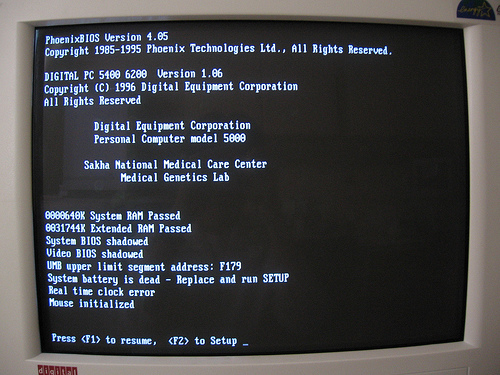 PhoenixBIOS Version 4.05
Copyright 1985-1995 Phoenix Technologies Ltd., All Rights Reserved.
DIGITAL PC 5400 6200 Version 1.06
Copyright (C) 1996 Digital Equipment Corporation
All Rights Reserved
Digital Equipment Corporation
Personal Computer model 5000
Sakha National Medical Care Center
Medical Genetics Lab
0000640K System RAM Passed
0031744K Extended RAM Passed
System BIOS shadowed
Video BIOS shadowed
UMB upper limit segment address: F179
System battery is dead - Replace and run SETUP
Real time clock error
Mouse initialized
Press <F1> to resume, <F2> to Setup _
digital